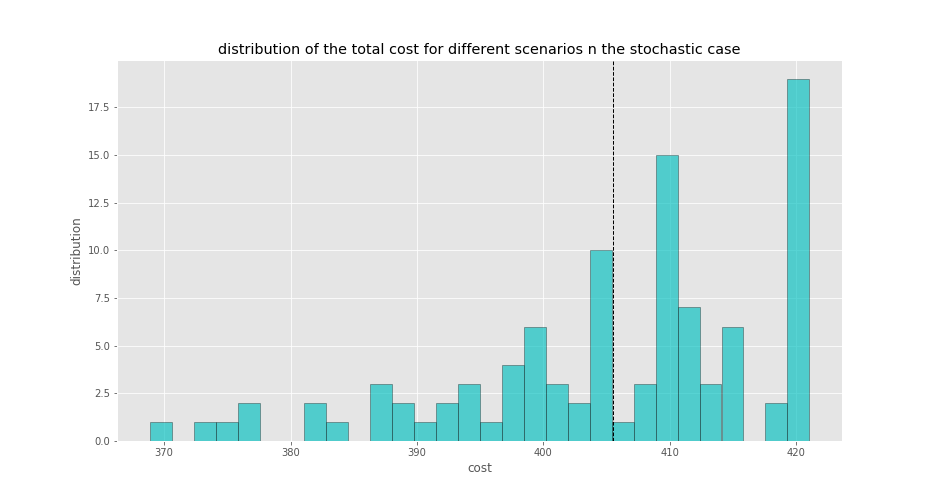 distribution of the total cost for different scenarios n the stochastic case
17.5
15.0
12.5
10.0
7.5
5.0
2.5
0.0
distribution
370 380 390 400 410 420
cost